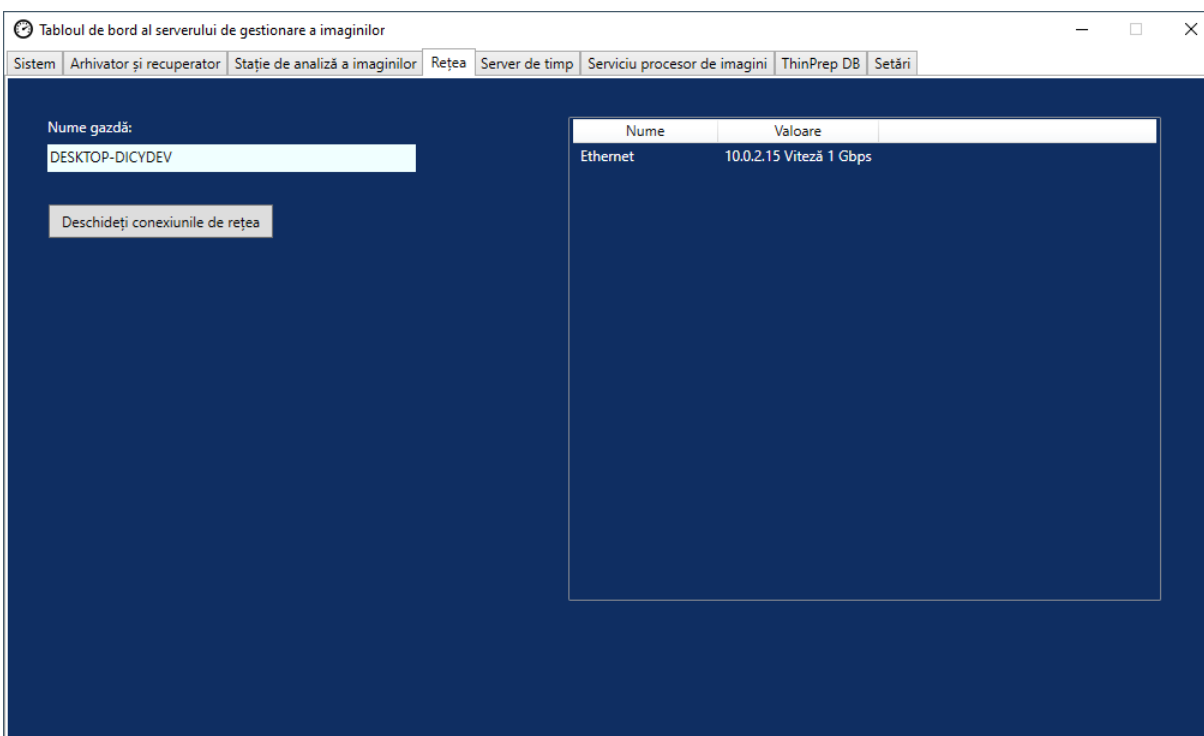 Tabloul de bord al serverului de gestionare a imaginilor
Sistem Arhivator și recuperator Stație de analiză a imaginilor Rețea Server de timp Serviciu procesor de imagini ThinPrep DB Setări
Nume gazdă:
DESKTOP-DICYDEV
Deschideți conexiunile de rețea
Nume Valoare
Ethernet 10.0.2.15 Viteză 1 Gbps